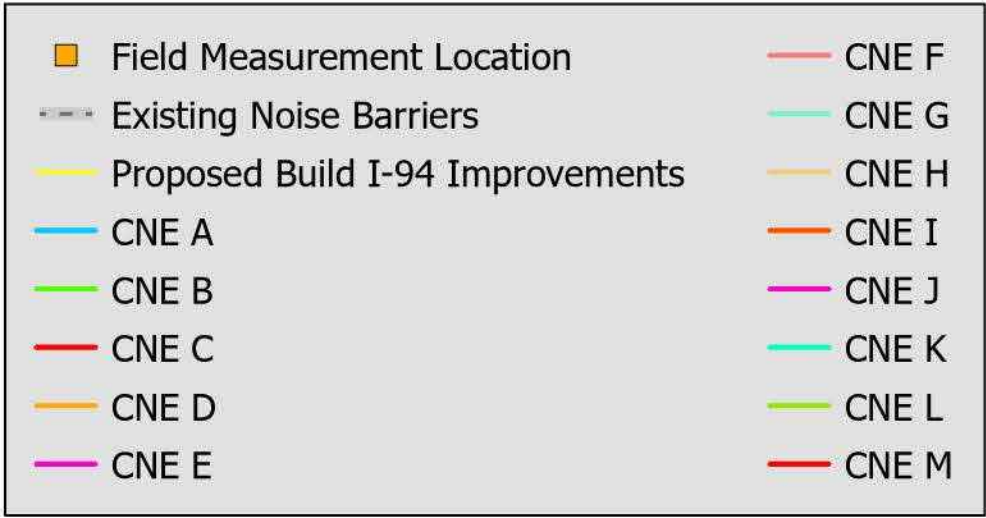 Field Measurement Location
Existing Noise Barriers
Proposed Build I-94 Improvements
CNE A
CNE B
CNE C
CNE D
CNE E
CNE F
CNE G
CNE H
CNE I
CNE J
CNE K
CNE L
CNE M